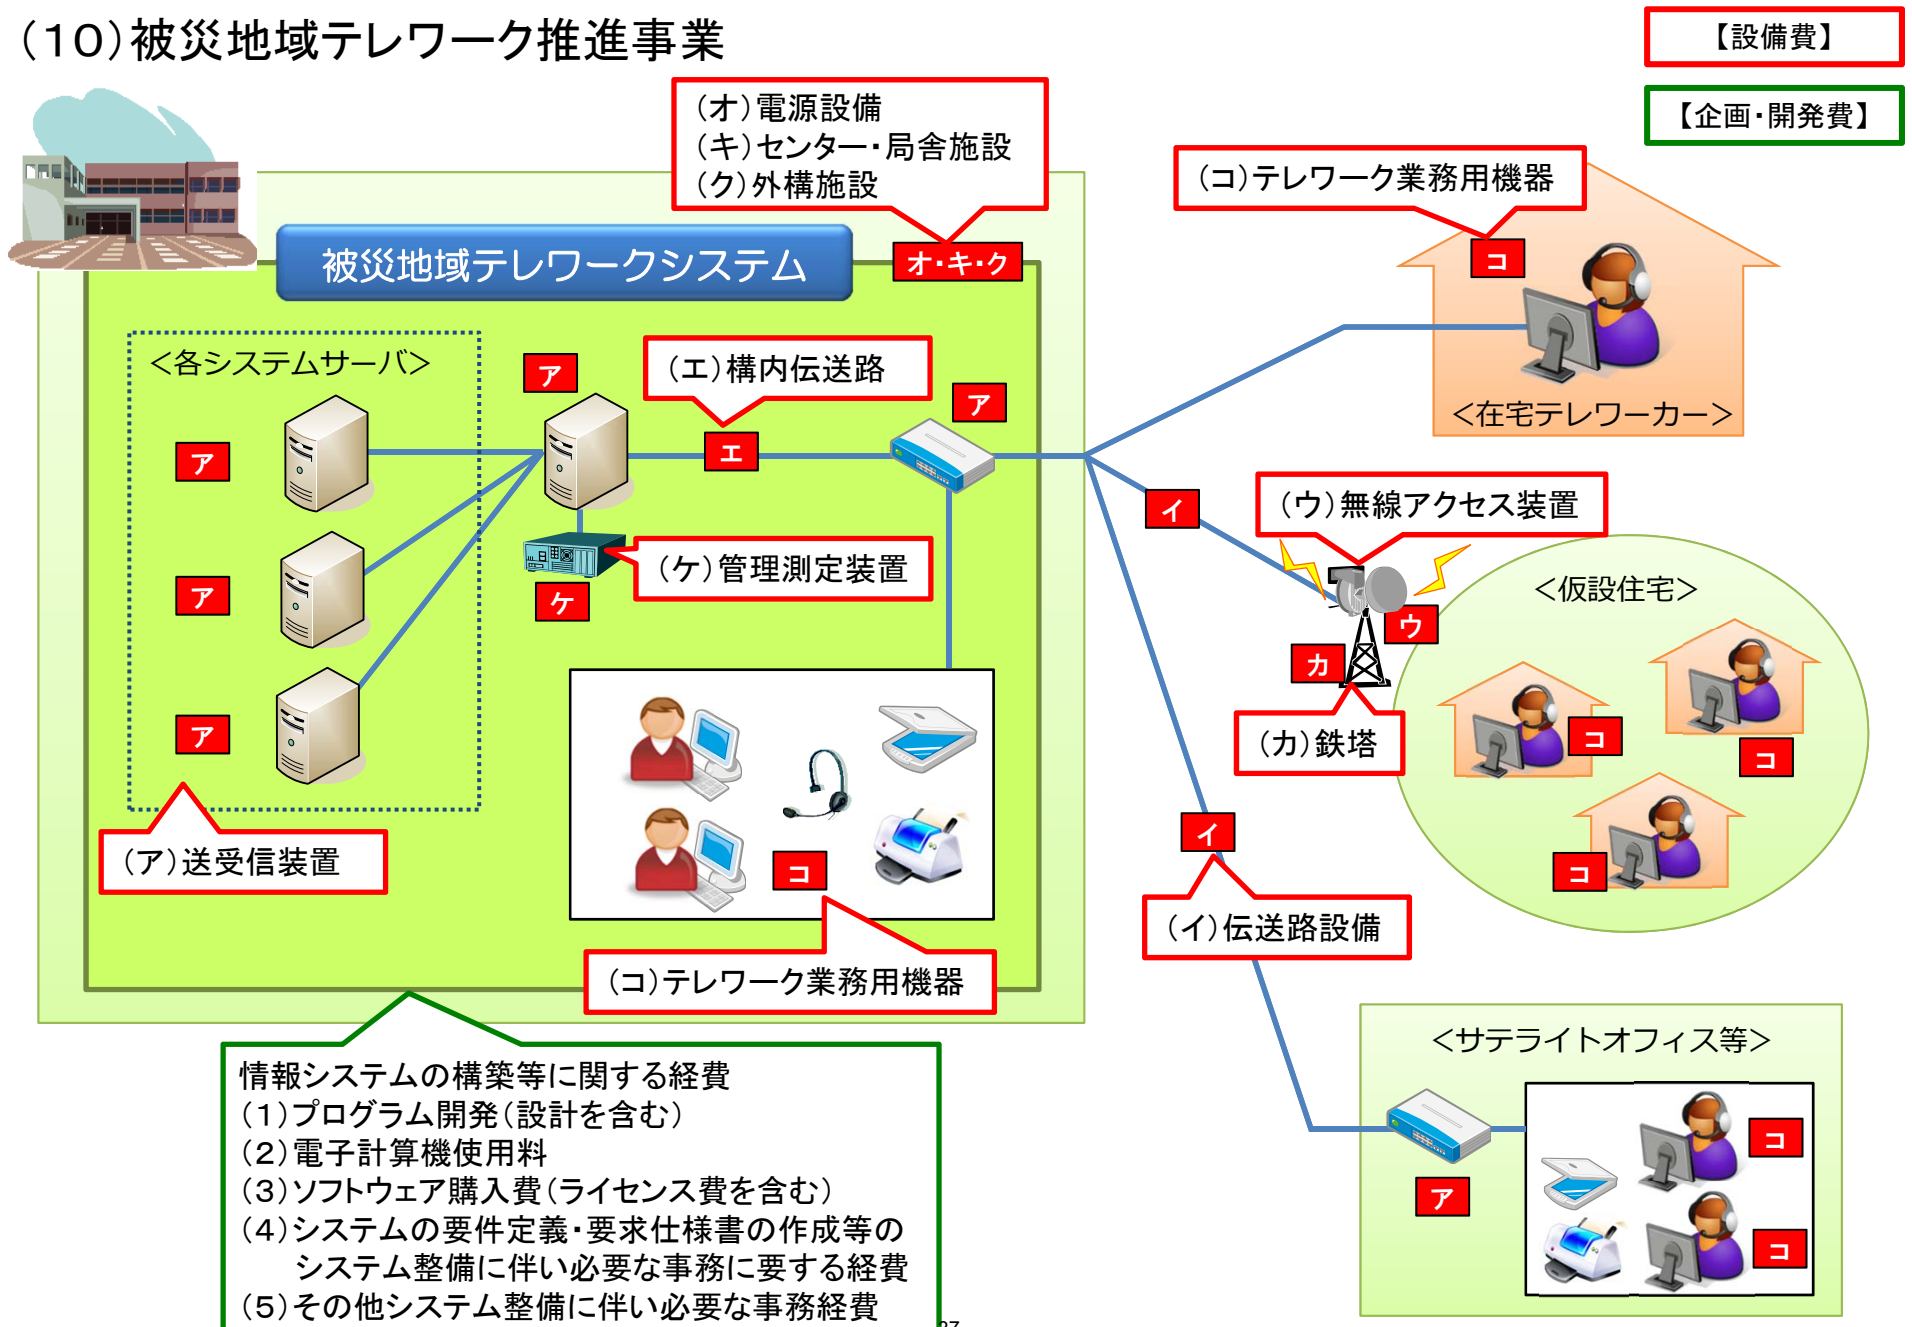 （１０）被災地域テレワーク推進事業
【設備費】
【企画・開発費】
（オ）電源設備
（キ）センター・局舎施設
（ク）外構施設
（コ）テレワーク業務用機器
被災地域テレワークシステム
オ・キ・ク
コ
＜各システムサーバ＞
ア
（エ）構内伝送路
ア
エ
ア
＜在宅テレワーカー＞
イ
（ウ）無線アクセス装置
（ケ）管理測定装置
ア
ケ
＜仮設住宅＞
ウ
カ
ア
（カ）鉄塔
コ
コ
コ
（ア）送受信装置
コ
イ
（イ）伝送路設備
（コ）テレワーク業務用機器
情報システムの構築等に関する経費
（１）プログラム開発（設計を含む）
（２）電子計算機使用料
（３）ソフトウェア購入費（ライセンス費を含む）
（４）システムの要件定義・要求仕様書の作成等の
システム整備に伴い必要な事務に要する経費
（５）その他システム整備に伴い必要な事務経費
＜サテライトオフィス等＞
コ
ア
コ